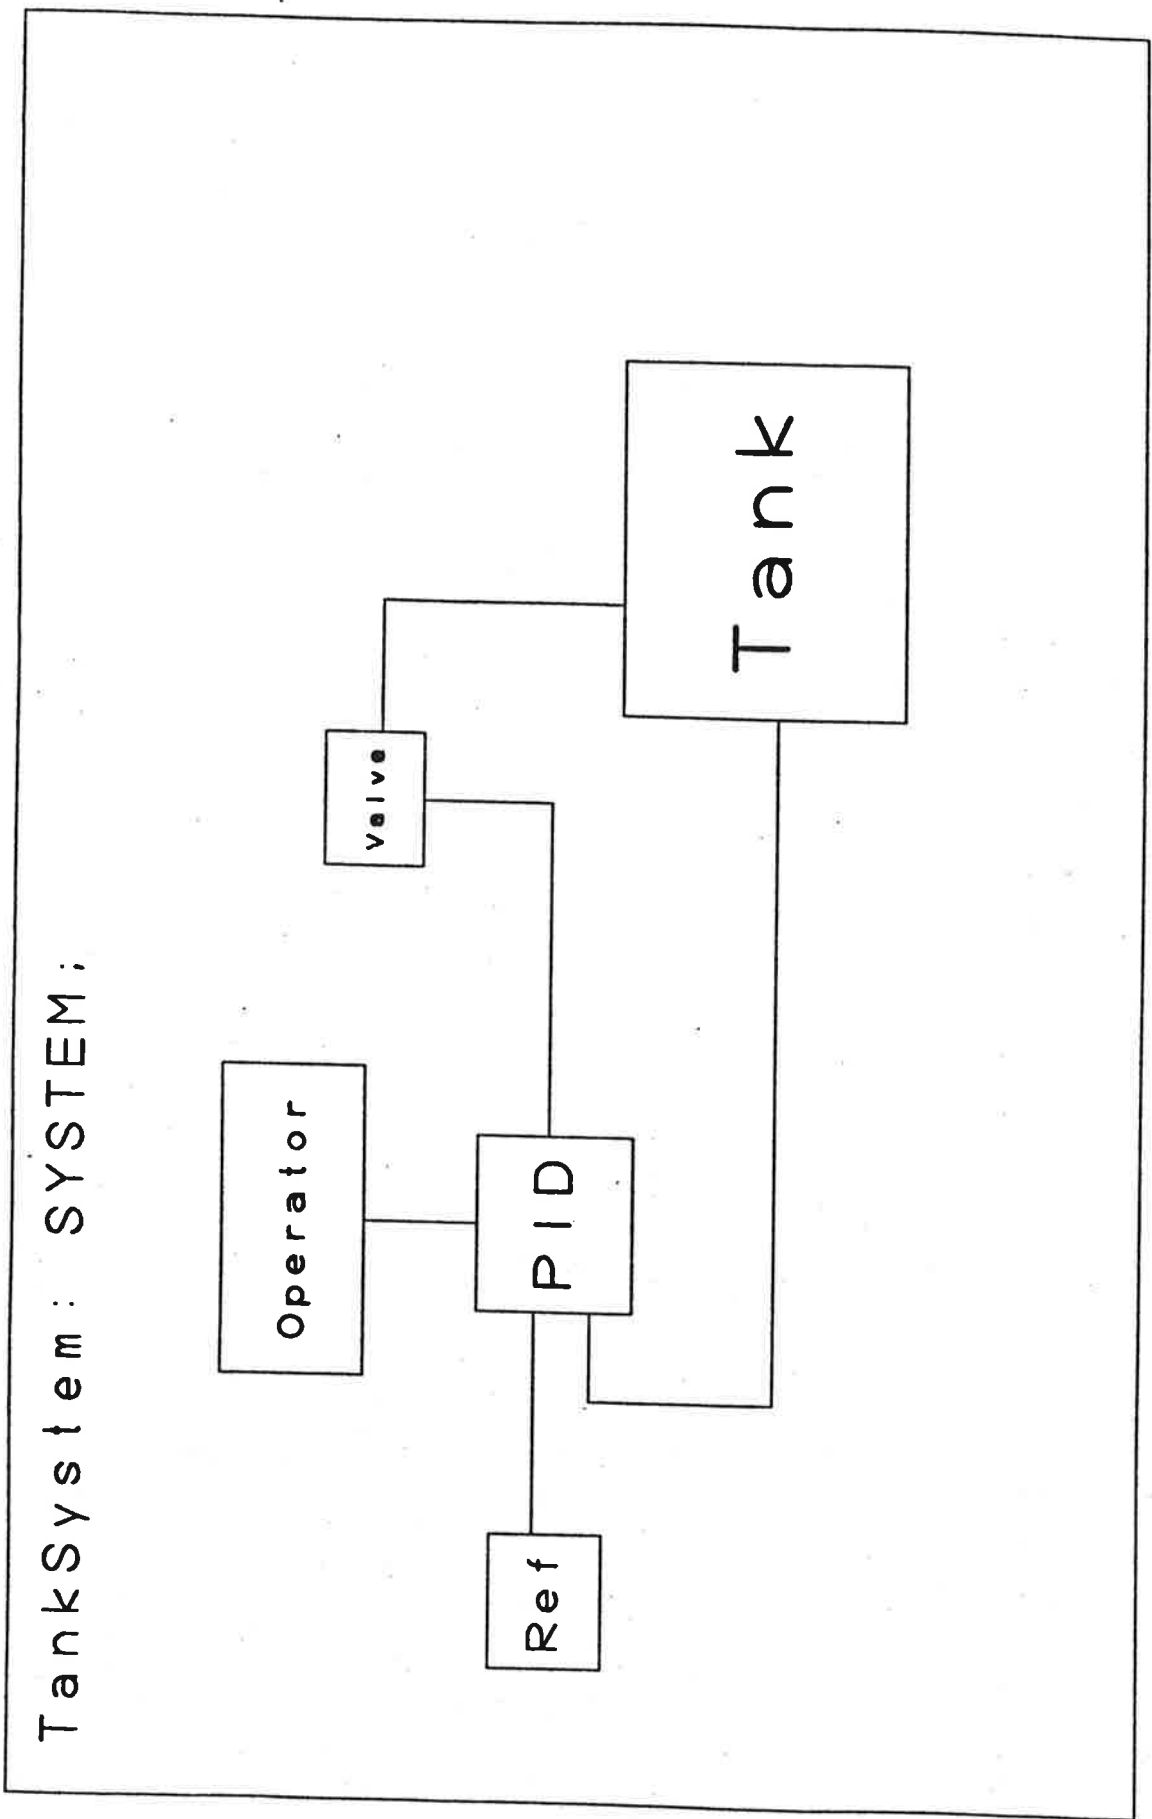 TankSystem: SYSTEM;
Operator
Valve
Ref
PID
Tank